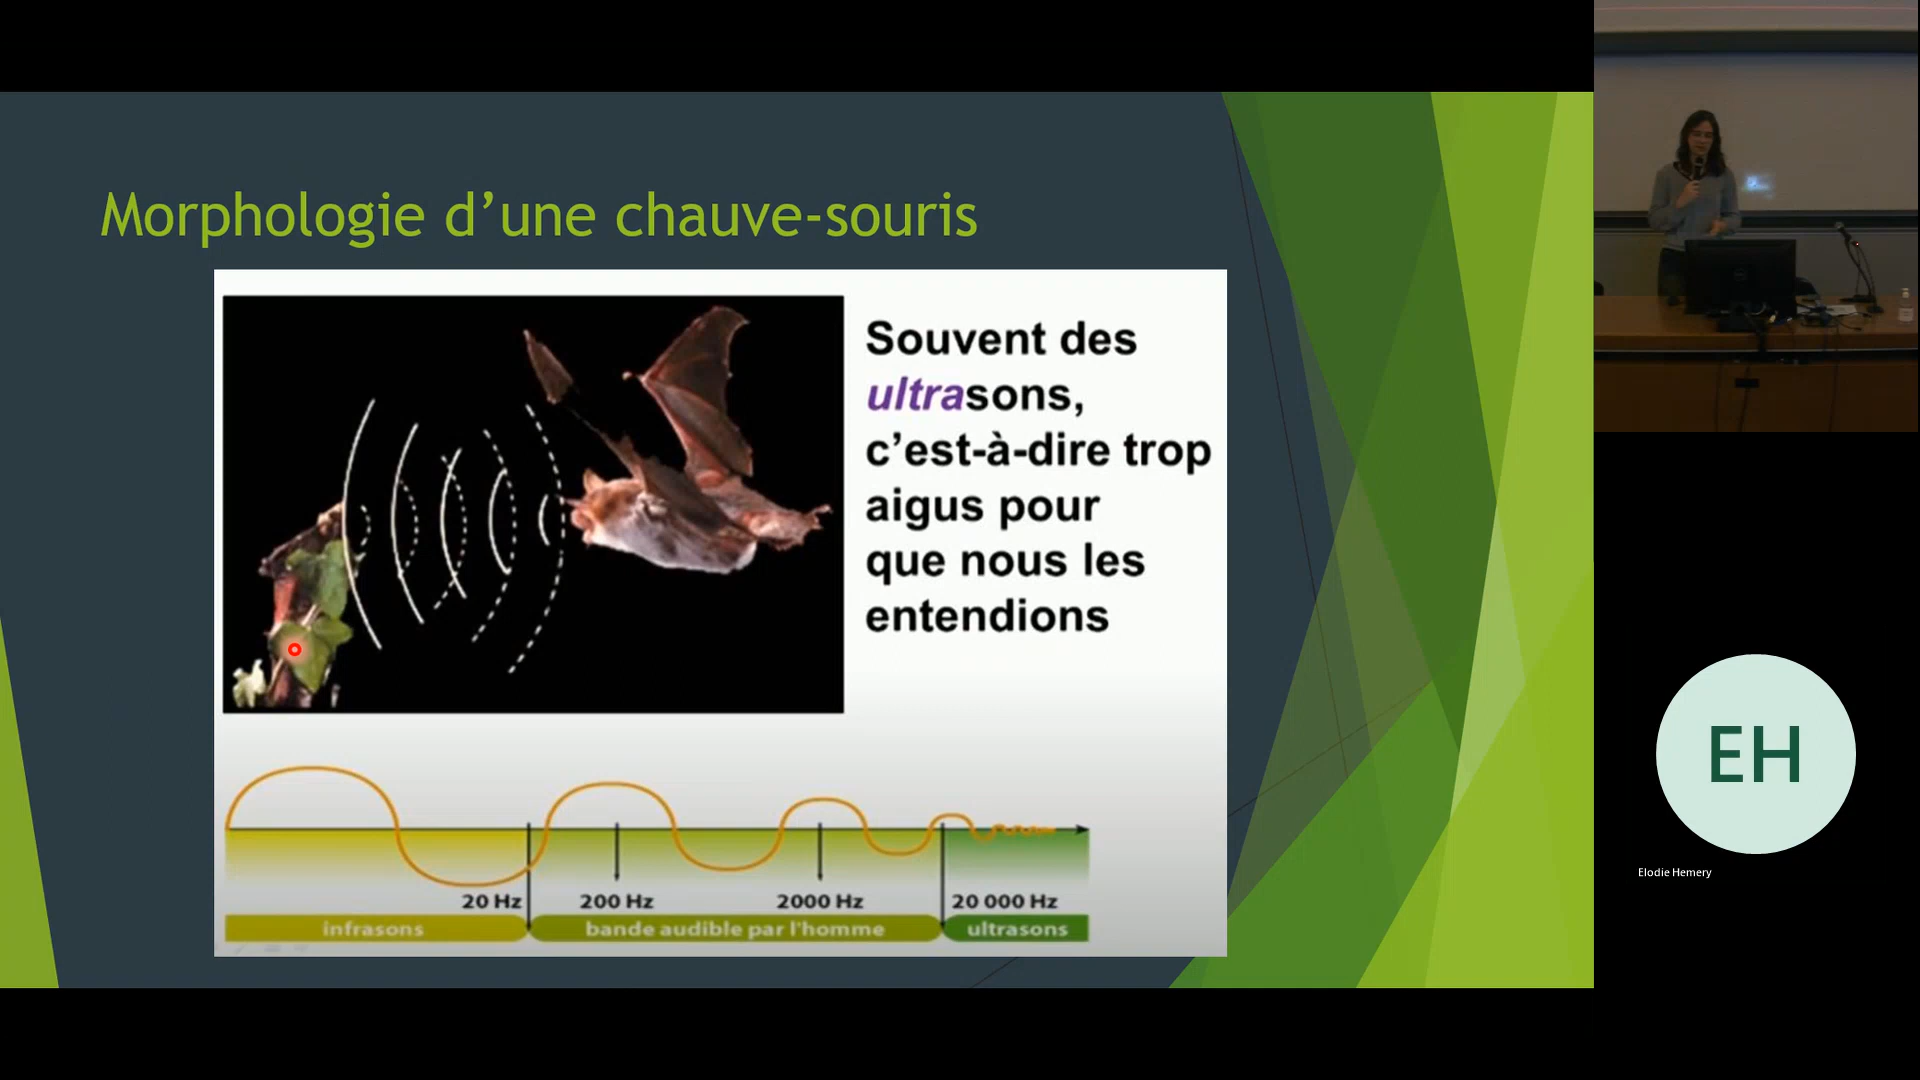 Morphologie d’une chauve-souris
Souvent des
ultrasons,
c’est-à-dire trop
aigus pour
que nous les
entendions
20 Hz
200 Hz
2000 Hz
20 000 Hz
infrasons
bande audible par l'homme
ultrasons
EH
Elodie Hemery